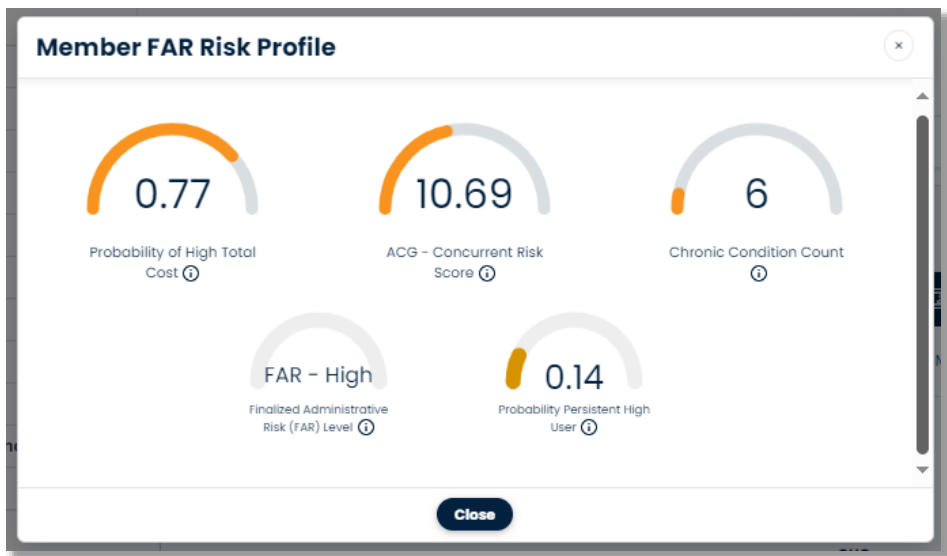 Member FAR Risk Profile
×
0.77
Probability of High Total
Cost
10.69
ACG - Concurrent Risk
Score
6
Chronic Condition Count
FAR - High
Finalized Administrative
Risk (FAR) Level
0.14
Probability Persistent High
User
Close